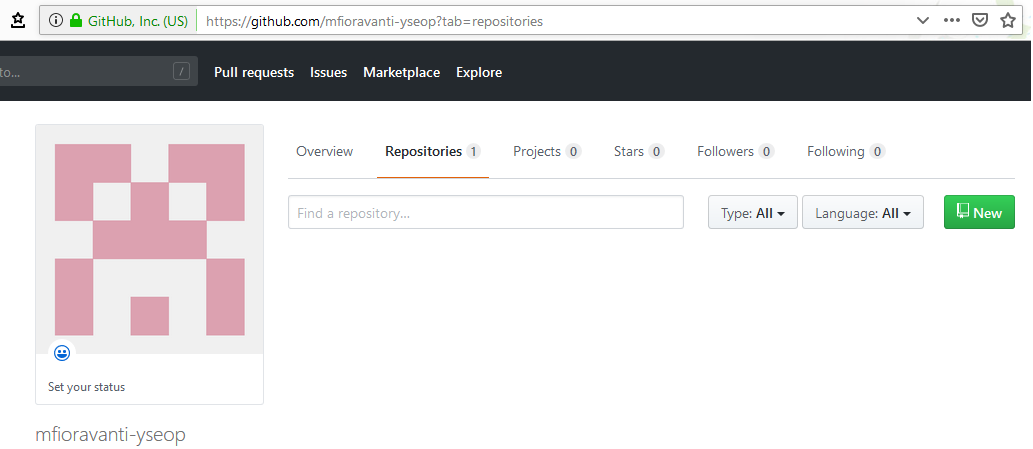 GitHub, Inc. (US) https://github.com/mfioravanti-yseop?tab=repositories
to... / Pull requests Issues Marketplace Explore
Overview Repositories 1 Projects 0 Stars 0 Followers 0 Following 0
Find a repository... Type: All Language: All New
Set your status
mfioravanti-yseop